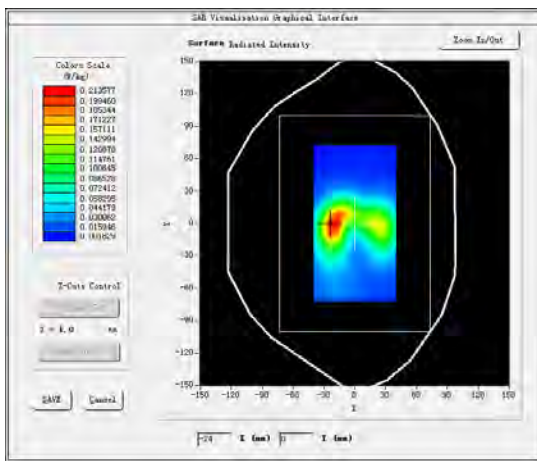 SAR Visualisation Graphical Interface
Surface Radiated Intensity
Zoom In/Out
Colors Scale
(W/kg)
0.213577
0.199460
0.185344
0.171227
0.157111
0.142994
0.128878
0.114761
0.100645
0.086528
0.072412
0.058295
0.044179
0.030062
0.015946
0.001829
Z-Cuts Control
Z = 4.0 mm
SAVE Cancel
150
120
90
60
30
0
-30
-60
-90
-120
-150
-150 -120 -90 -60 -30 0 30 60 90 120 150
X
-24 X (mm) 0 Y (mm)